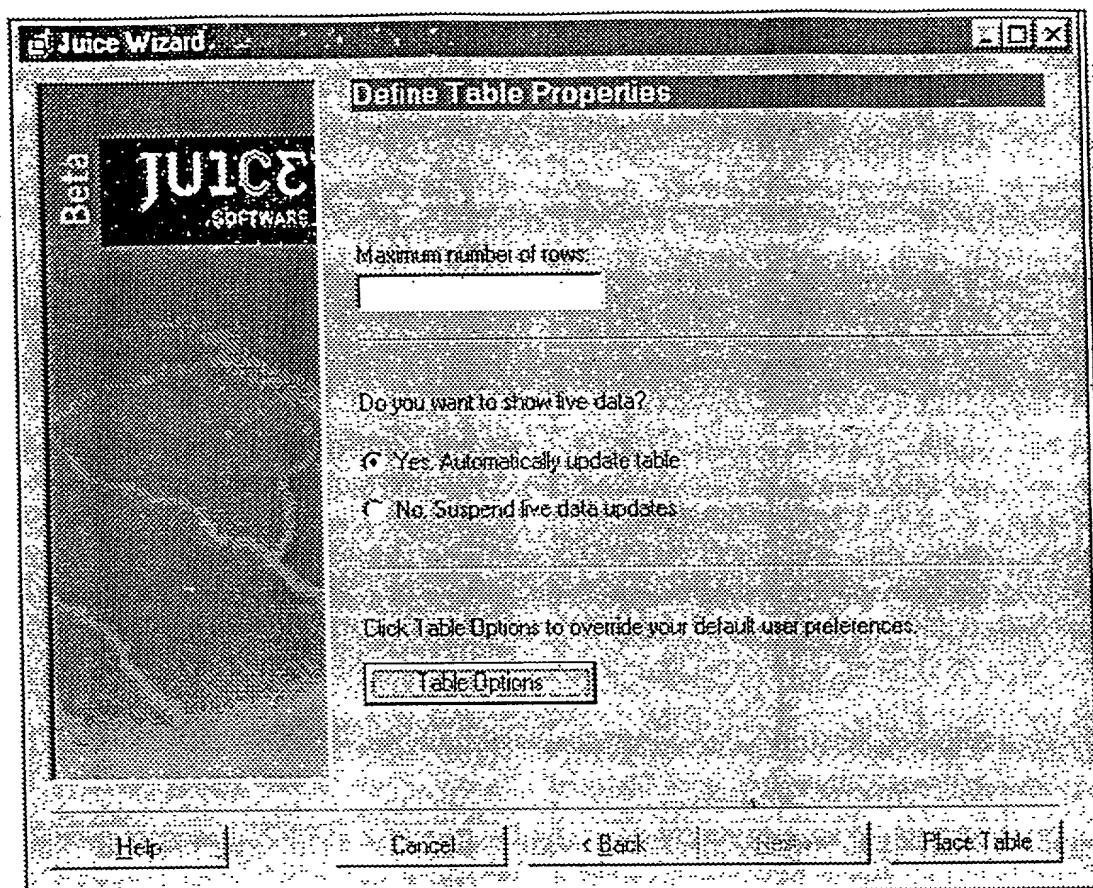 Juice Wizard
Define Table Properties
Beta
JUICE
SOFTWARE
Maximum number of rows:
Do you want to show live data?
Yes. Automatically update table
No. Suspend live data updates
Click Table Options to override your default user preferences.
Table Options
Help
Cancel
< Back
Place Table